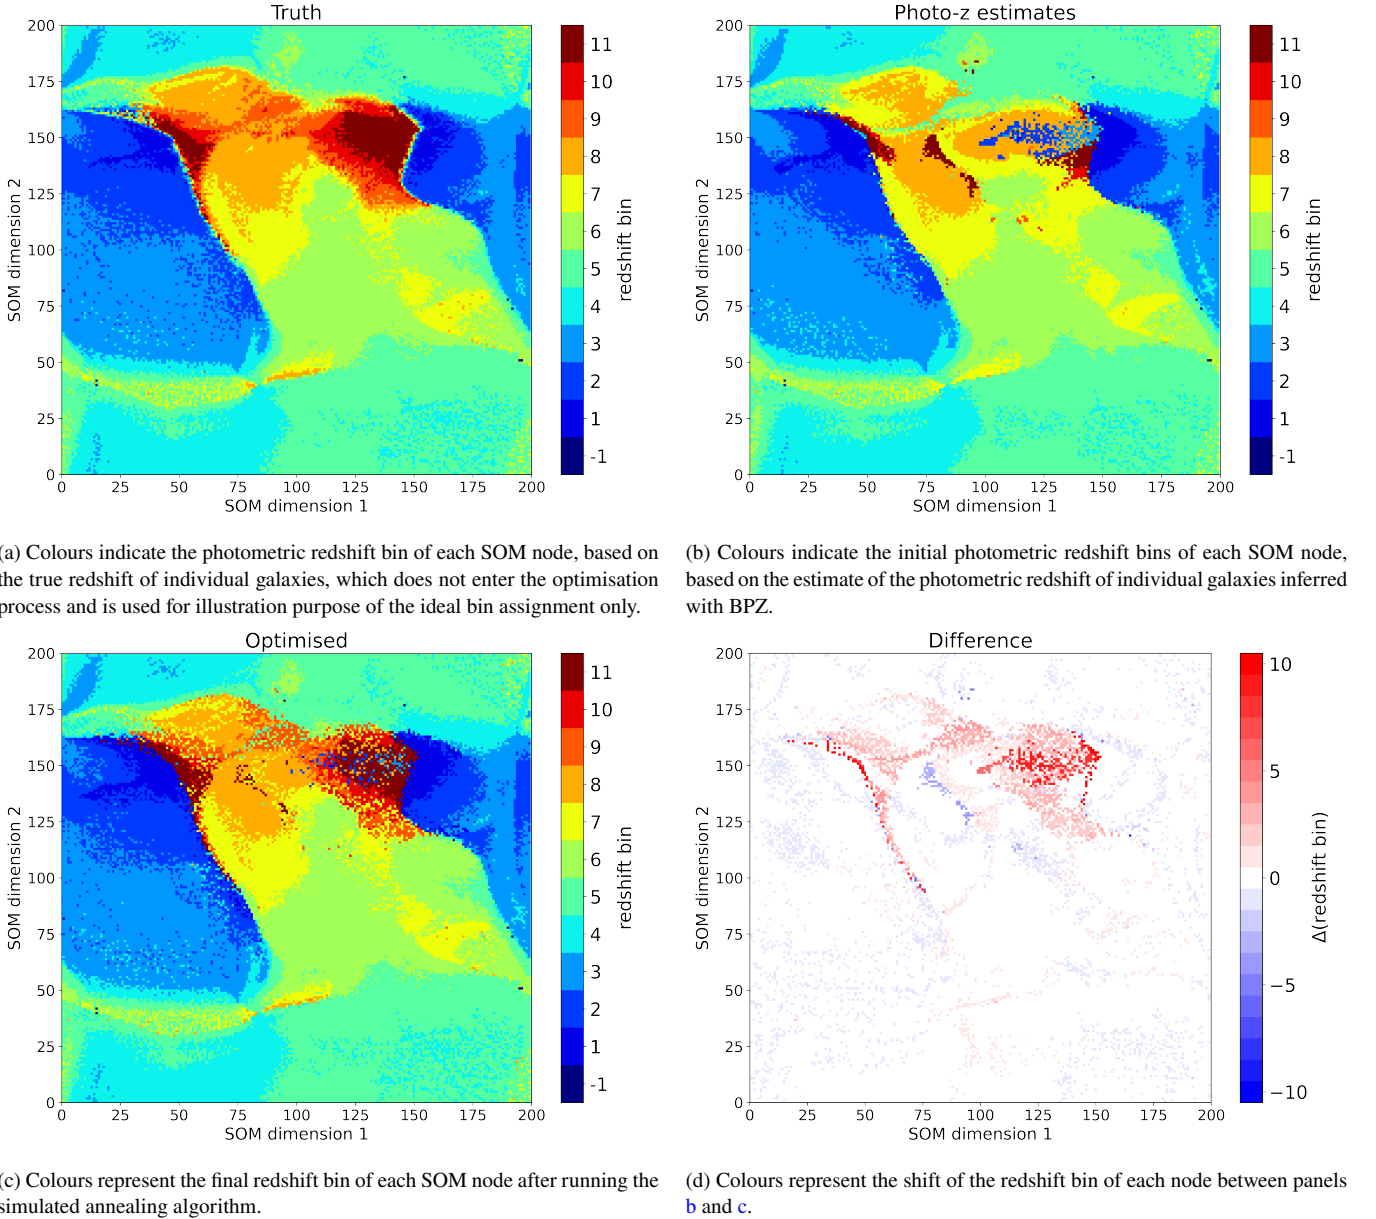 Truth
200
175
150
125
100
75
50
25
0
SOM dimension 2
0 25 50 75 100 125 150 175 200
SOM dimension 1
11
10
9
8
7
6
5
4
3
2
1
-1
redshift bin
Photo-z estimates
200
175
150
125
100
75
50
25
0
SOM dimension 2
0 25 50 75 100 125 150 175 200
SOM dimension 1
11
10
9
8
7
6
5
4
3
2
1
-1
redshift bin
(a) Colours indicate the photometric redshift bin of each SOM node, based on
the true redshift of individual galaxies, which does not enter the optimisation
process and is used for illustration purpose of the ideal bin assignment only.
(b) Colours indicate the initial photometric redshift bins of each SOM node,
based on the estimate of the photometric redshift of individual galaxies inferred
with BPZ.
Optimised
200
175
150
125
100
75
50
25
0
SOM dimension 2
0 25 50 75 100 125 150 175 200
SOM dimension 1
11
10
9
8
7
6
5
4
3
2
1
-1
redshift bin
Difference
200
175
150
125
100
75
50
25
0
SOM dimension 2
0 25 50 75 100 125 150 175 200
SOM dimension 1
10
5
0
−5
−10
Δ(redshift bin)
(c) Colours represent the final redshift bin of each SOM node after running the
simulated annealing algorithm.
(d) Colours represent the shift of the redshift bin of each node between panels
b and c.